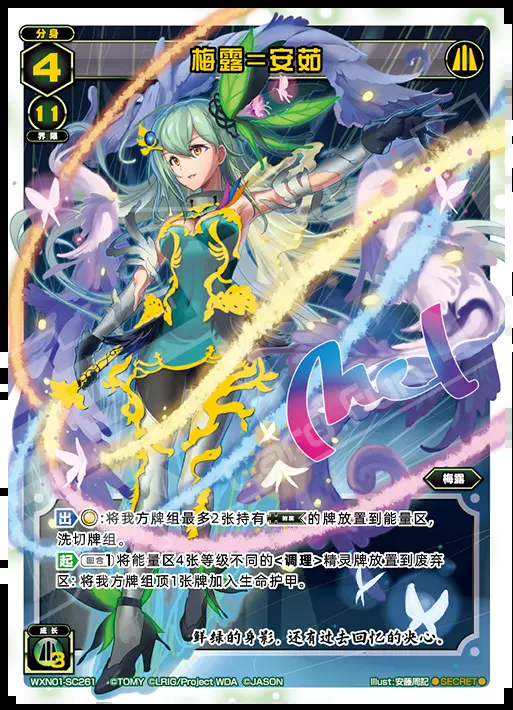 分身
4
梅露=安茹
11
界限
Mel
梅露
出 :将我方牌组最多2张持有 的牌放置到能量区,
洗切牌组。
起 回合1 将能量区4张等级不同的<调理>精灵牌放置到废弃
区:将我方牌组顶1张牌加入生命护甲。
鲜绿的身影,还有过去回忆的决心。
成长
3
WXN01-SC261 ©TOMY ©LRIG/Project WDA ©JASON Illust:安藤周記 SECRET